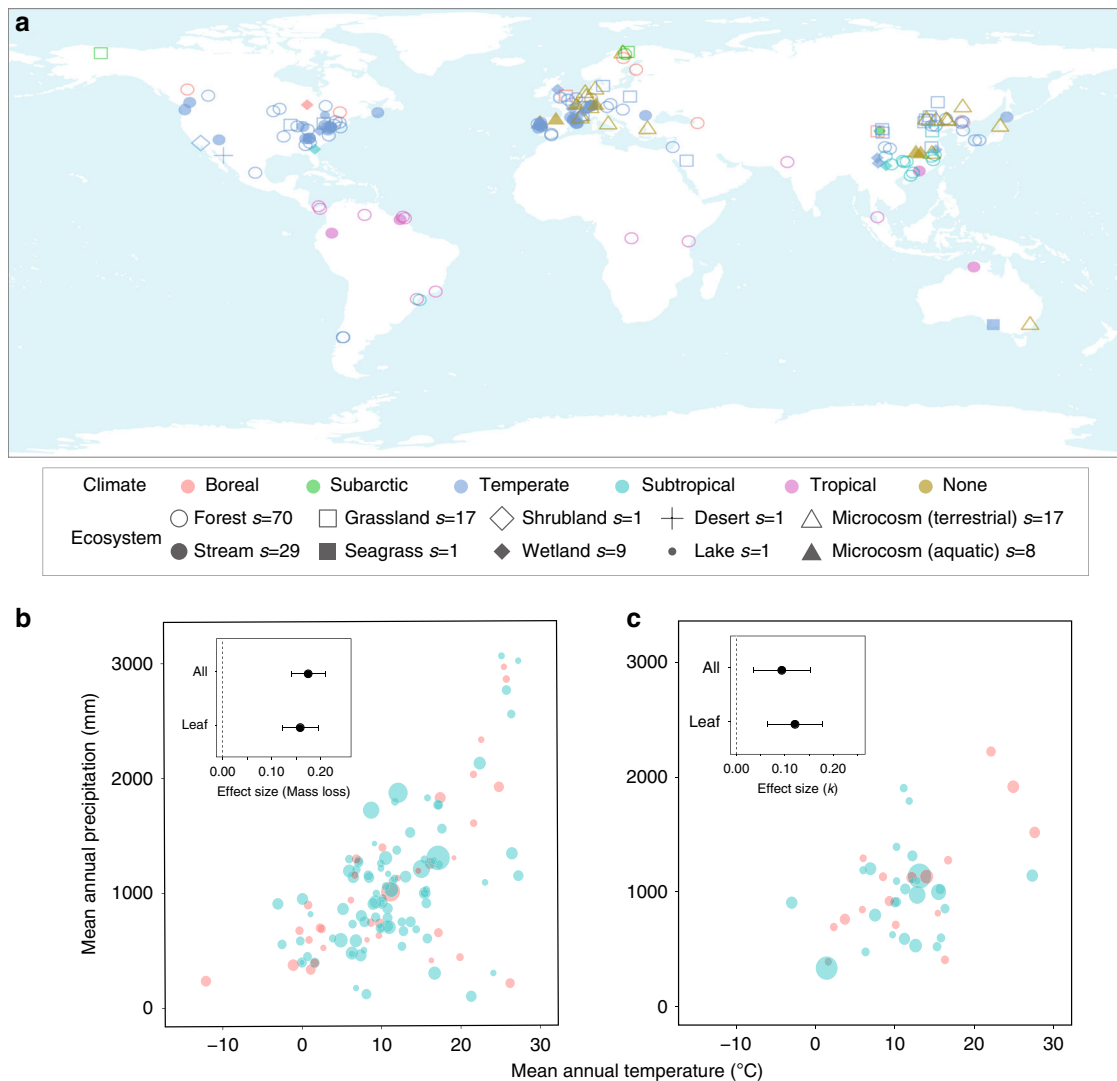 a
Climate Boreal Subarctic Temperate Subtropical Tropical None
Ecosystem
Forest s=70 Grassland s=17 Shrubland s=1 Desert s=1 Microcosm (terrestrial) s=17
Stream s=29 Seagrass s=1 Wetland s=9 Lake s=1 Microcosm (aquatic) s=8
b
Mean annual precipitation (mm)
3000
2000
1000
0
All
Leaf
0.00 0.10 0.20
Effect size (Mass loss)
−10 0 10 20 30
c
3000
2000
1000
0
All
Leaf
0.00 0.10 0.20
Effect size (k)
−10 0 10 20 30
Mean annual temperature (°C)